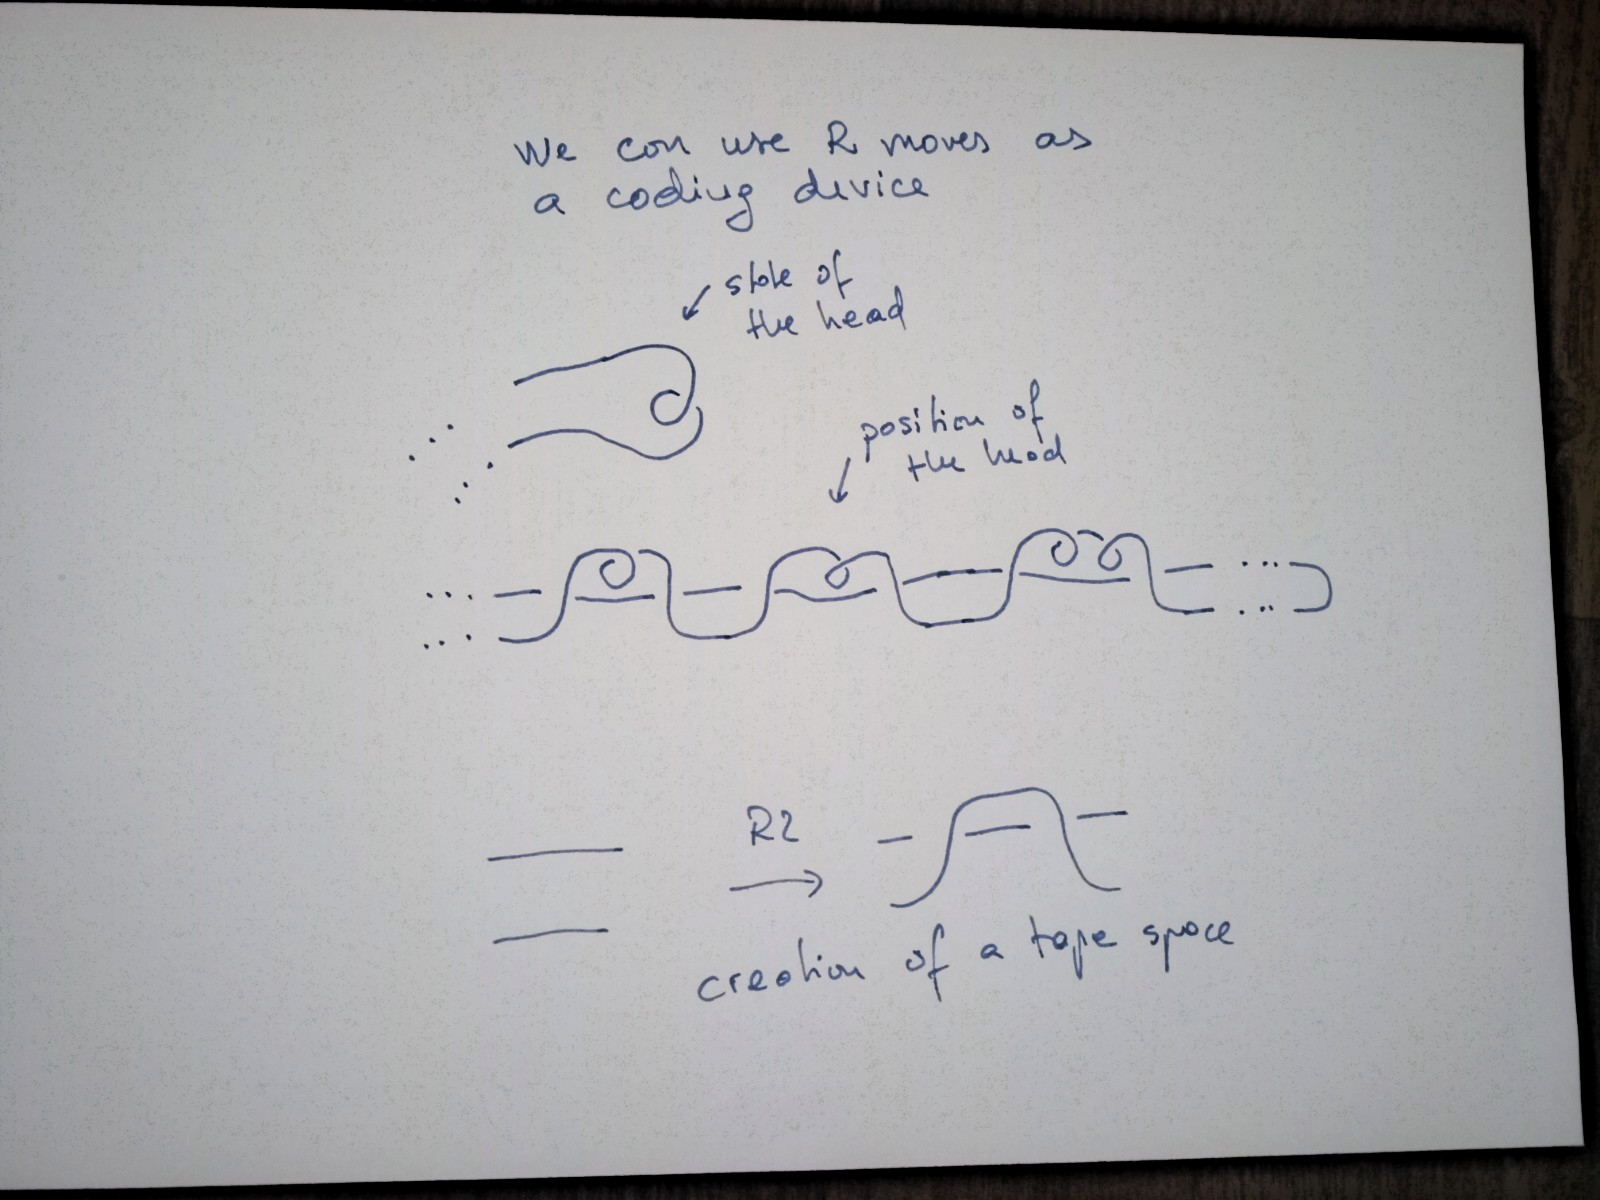 We can use R moves as
a coding device
state of
the head
position of
the head
R2
creation of a tape space